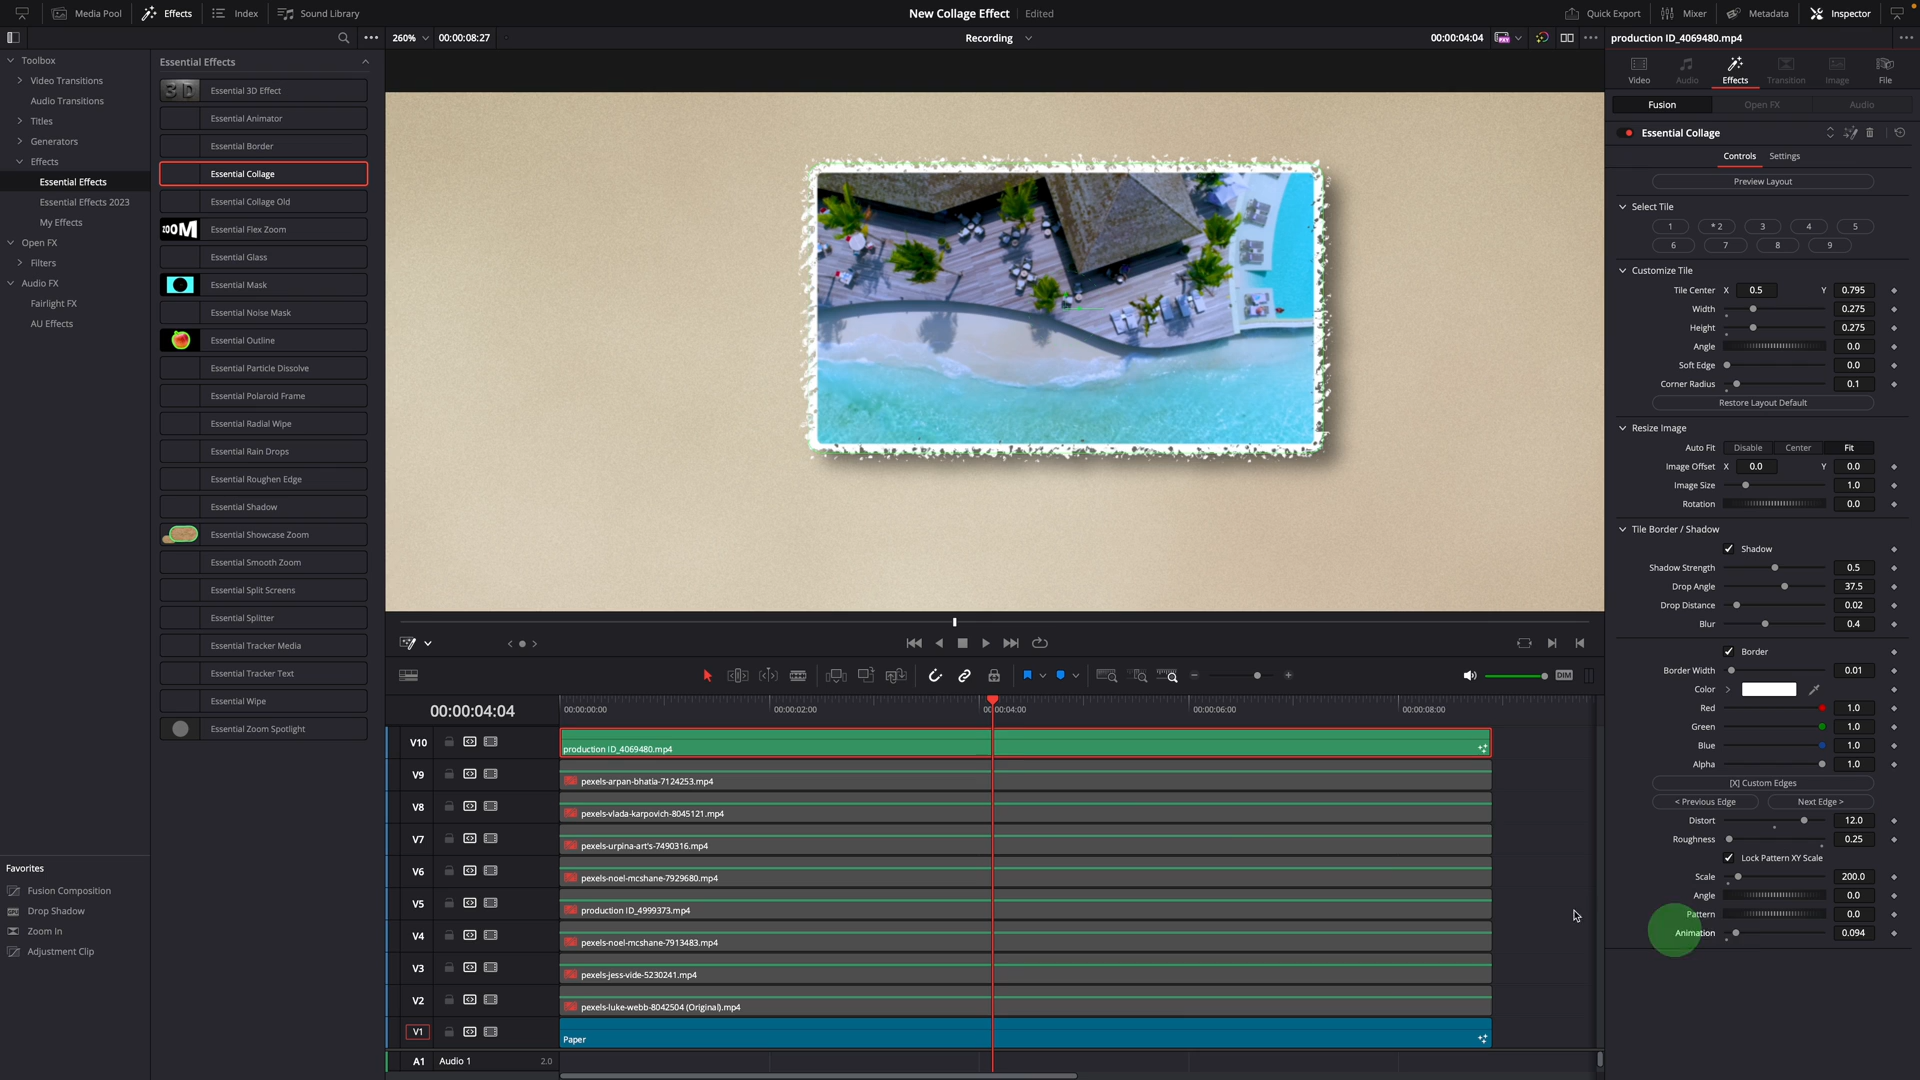 Media Pool
Effects
Index
Sound Library
New Collage Effect
Edited
Quick Export
Mixer
Metadata
Inspector
260%
00:00:08:27
Recording
00:00:04:04
production ID_4069480.mp4
Toolbox
Video Transitions
Audio Transitions
Titles
Generators
Effects
Essential Effects
Essential Effects 2023
My Effects
Open FX
Filters
Audio FX
Fairlight FX
AU Effects
Favorites
Fusion Composition
Drop Shadow
Zoom In
Adjustment Clip
Essential Effects
3D
Essential 3D Effect
Essential Animator
Essential Border
Essential Collage
Essential Collage Old
ZOOM
Essential Flex Zoom
Essential Glass
Essential Mask
Essential Noise Mask
Essential Outline
Essential Particle Dissolve
Essential Polaroid Frame
Essential Radial Wipe
Essential Rain Drops
Essential Roughen Edge
Essential Shadow
Essential Showcase Zoom
Essential Smooth Zoom
Essential Split Screens
Essential Splitter
Essential Tracker Media
Essential Tracker Text
Essential Wipe
Essential Zoom Spotlight
Video
Audio
Effects
Transition
Image
File
Fusion
Open FX
Audio
Essential Collage
Controls
Settings
Preview Layout
Select Tile
1
* 2
3
4
5
6
7
8
9
Customize Tile
Tile Center X 0.5 Y 0.795
Width 0.275
Height 0.275
Angle 0.0
Soft Edge 0.0
Corner Radius 0.1
Restore Layout Default
Resize Image
Auto Fit Disable Center Fit
Image Offset X 0.0 Y 0.0
Image Size 1.0
Rotation 0.0
Tile Border / Shadow
Shadow
Shadow Strength 0.5
Drop Angle 37.5
Drop Distance 0.02
Blur 0.4
Border
Border Width 0.01
Color
Red 1.0
Green 1.0
Blue 1.0
Alpha 1.0
[X] Custom Edges
< Previous Edge
Next Edge >
Distort 12.0
Roughness 0.25
Lock Pattern XY Scale
Scale 200.0
Angle 0.0
Pattern 0.0
Animation 0.094
DIM
00:00:04:04
00:00:00:00
00:00:02:00
00:00:04:00
00:00:06:00
00:00:08:00
V10
production ID_4069480.mp4
V9
pexels-arpan-bhatia-7124253.mp4
V8
pexels-vlada-karpovich-8045121.mp4
V7
pexels-urpina-art's-7490316.mp4
V6
pexels-noel-mcshane-7929680.mp4
V5
production ID_4999373.mp4
V4
pexels-noel-mcshane-7913483.mp4
V3
pexels-jess-vide-5230241.mp4
V2
pexels-luke-webb-8042504 (Original).mp4
V1
Paper
A1
Audio 1
2.0